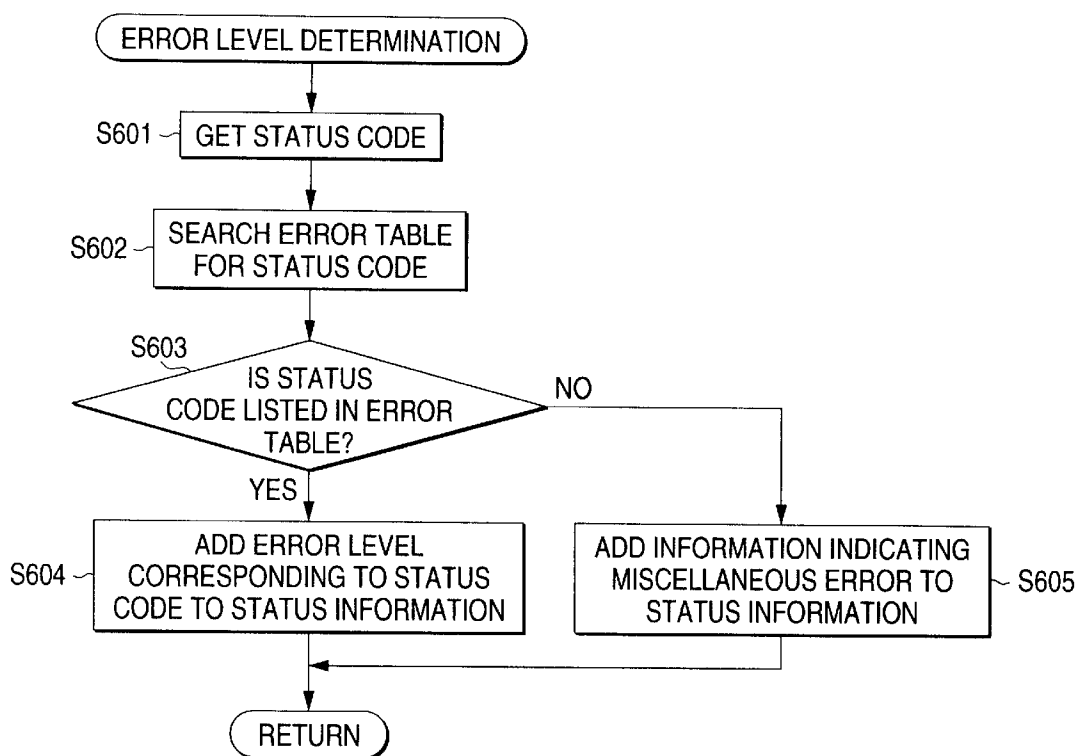 ERROR LEVEL DETERMINATION
S601
GET STATUS CODE
S602
SEARCH ERROR TABLE
FOR STATUS CODE
S603
IS STATUS
CODE LISTED IN ERROR
TABLE?
NO
YES
S604
ADD ERROR LEVEL
CORRESPONDING TO STATUS
CODE TO STATUS INFORMATION
ADD INFORMATION INDICATING
MISCELLANEOUS ERROR TO
STATUS INFORMATION
S605
RETURN